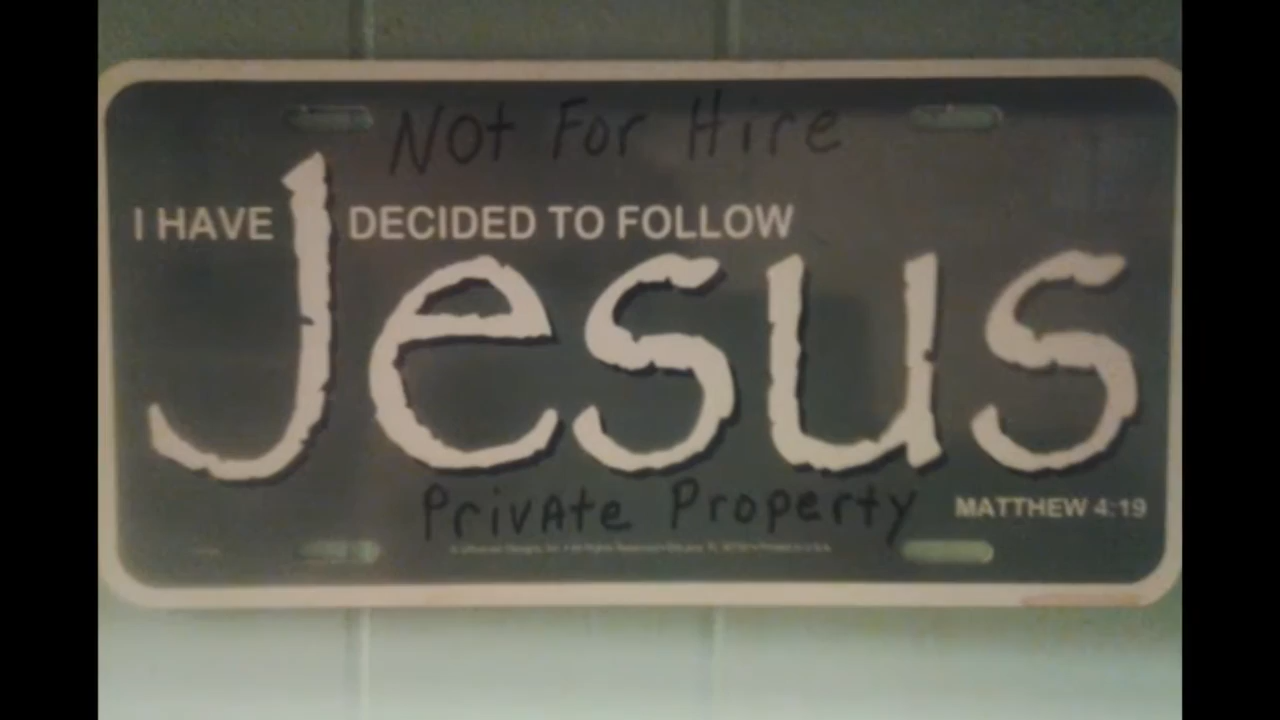 Not For Hire
I HAVE DECIDED TO FOLLOW
Jesus
Private Property
MATTHEW 4:19